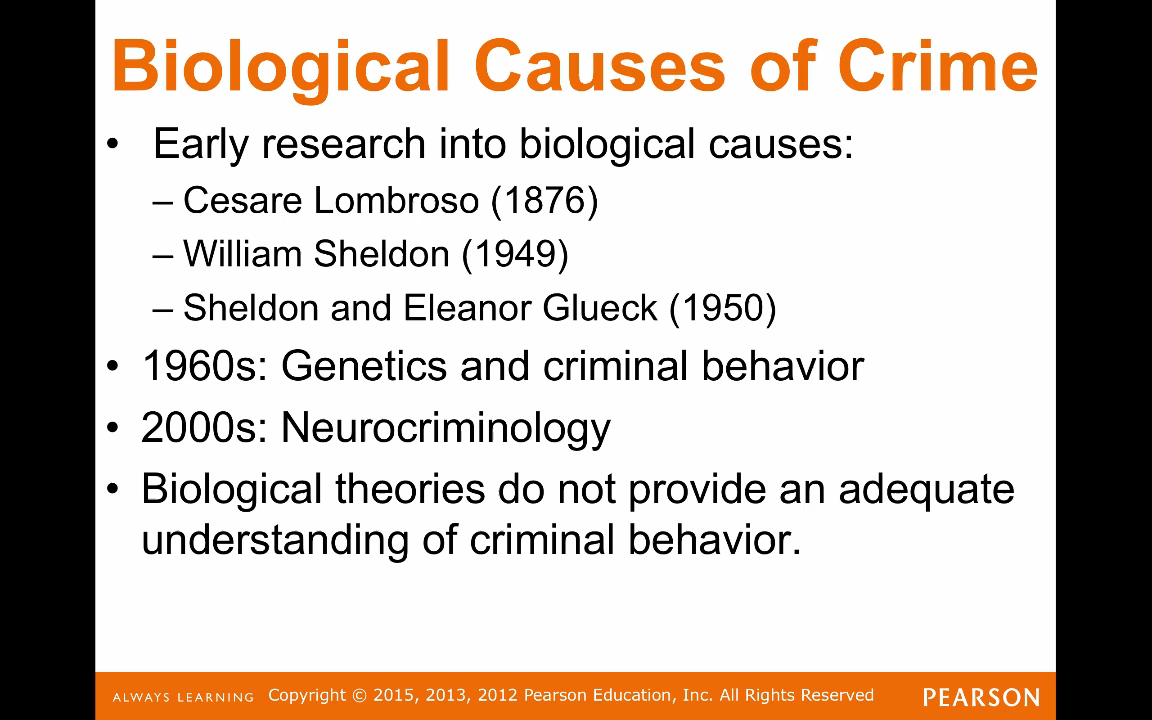 Biological Causes of Crime
• Early research into biological causes:
– Cesare Lombroso (1876)
– William Sheldon (1949)
– Sheldon and Eleanor Glueck (1950)
• 1960s: Genetics and criminal behavior
• 2000s: Neurocriminology
• Biological theories do not provide an adequate
understanding of criminal behavior.
ALWAYS LEARNING Copyright © 2015, 2013, 2012 Pearson Education, Inc. All Rights Reserved PEARSON